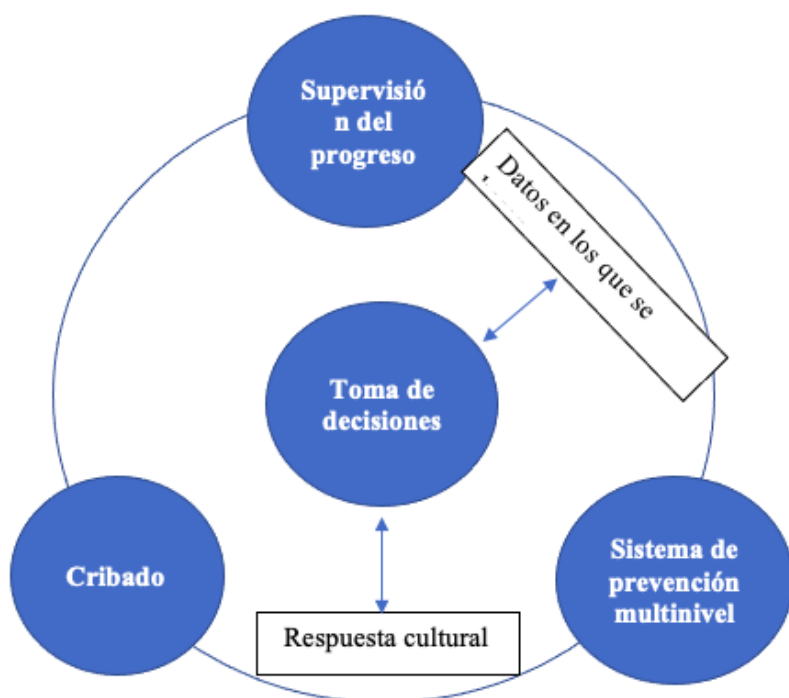 Supervisió
n del
progreso
Datos en los que se
Toma de
decisiones
Cribado
Sistema de
prevención
multinivel
Respuesta cultural